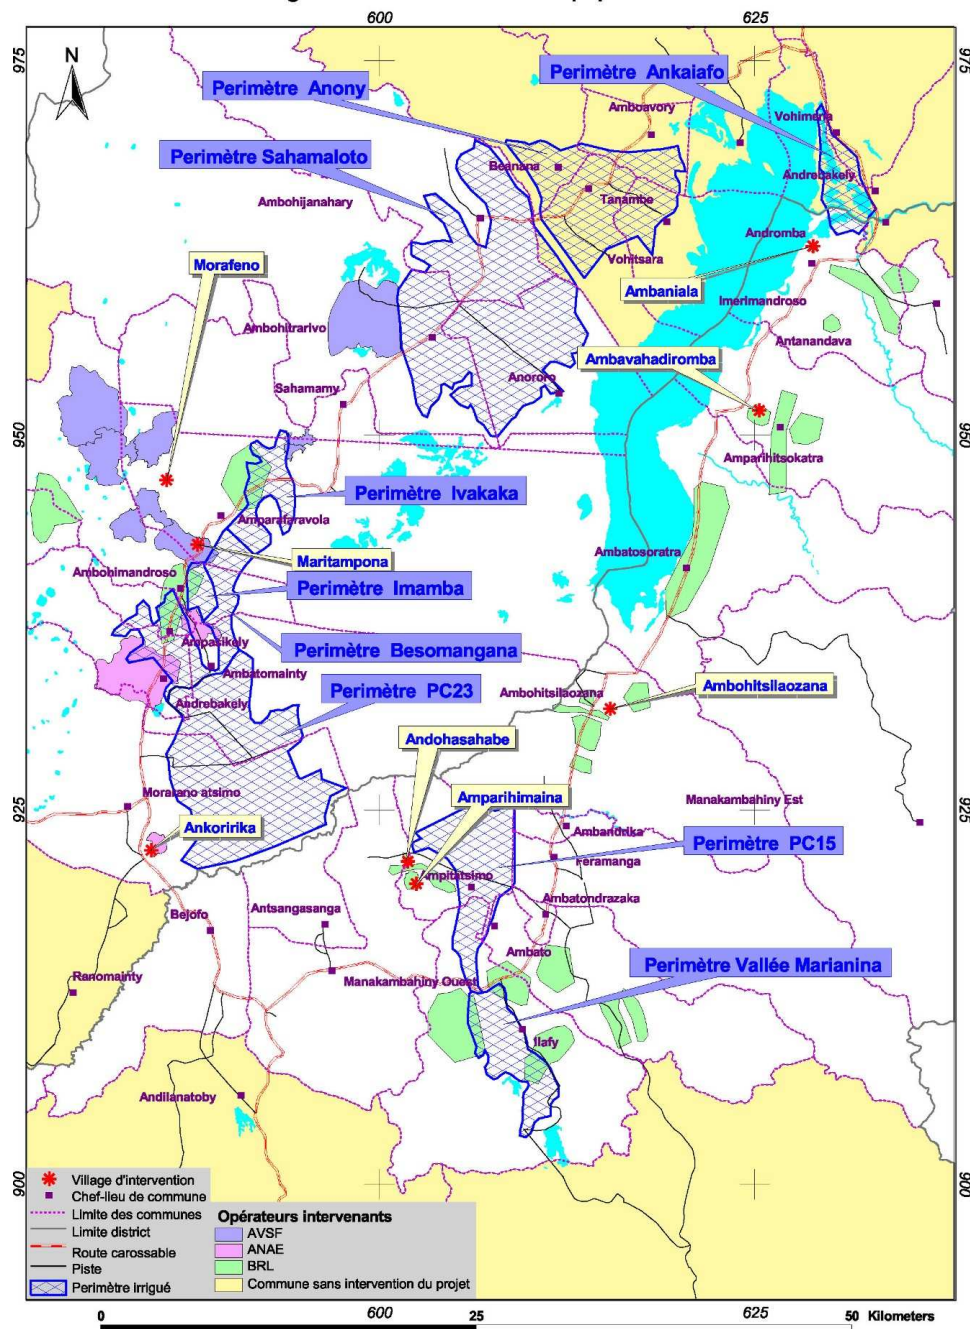 600
625
975
975
N
Perimètre Ankaiafo
Perimètre Anony
Amboavory
Vohimena
Perimètre Sahamaloto
Beanana
Andrebakely
Ambohijanahary
Tanambe
Andromba
Vohitsara
Morafeno
Ambaniala
Imerimandroso
Ambohitrarivo
Antanandava
Ambavahadiromba
Sahamamy
Anororo
950
950
Amparihitsokatra
Perimètre Ivakaka
Amparafaravola
Maritampona
Ambatosoratra
Ambohimandroso
Perimètre Imamba
Ampasikely
Perimètre Besomangana
Ambatomainty
Perimètre PC23
Ambohitsilaozana
Ambohitsilaozana
Andrebakely
Andohasahabe
Morarano atsimo
Amparihimaina
Manakambahiny Est
925
925
Ankoririka
Ambandrika
Perimètre PC15
Feramanga
mpitatsimo
Antsangasanga
Ambatondrazaka
Bejofo
Ambato
Perimètre Vallée Marianina
Ranomainty
Manakambahiny Ouest
Ilafy
Andilanatoby
900
900
Village d'intervention
Chef-lieu de commune
Limite des communes
Limite district
Route carossable
Piste
Perimètre irrigué
Opérateurs intervenants
AVSF
ANAE
BRL
Commune sans intervention du projet
600
625
0
25
50 Kilometers